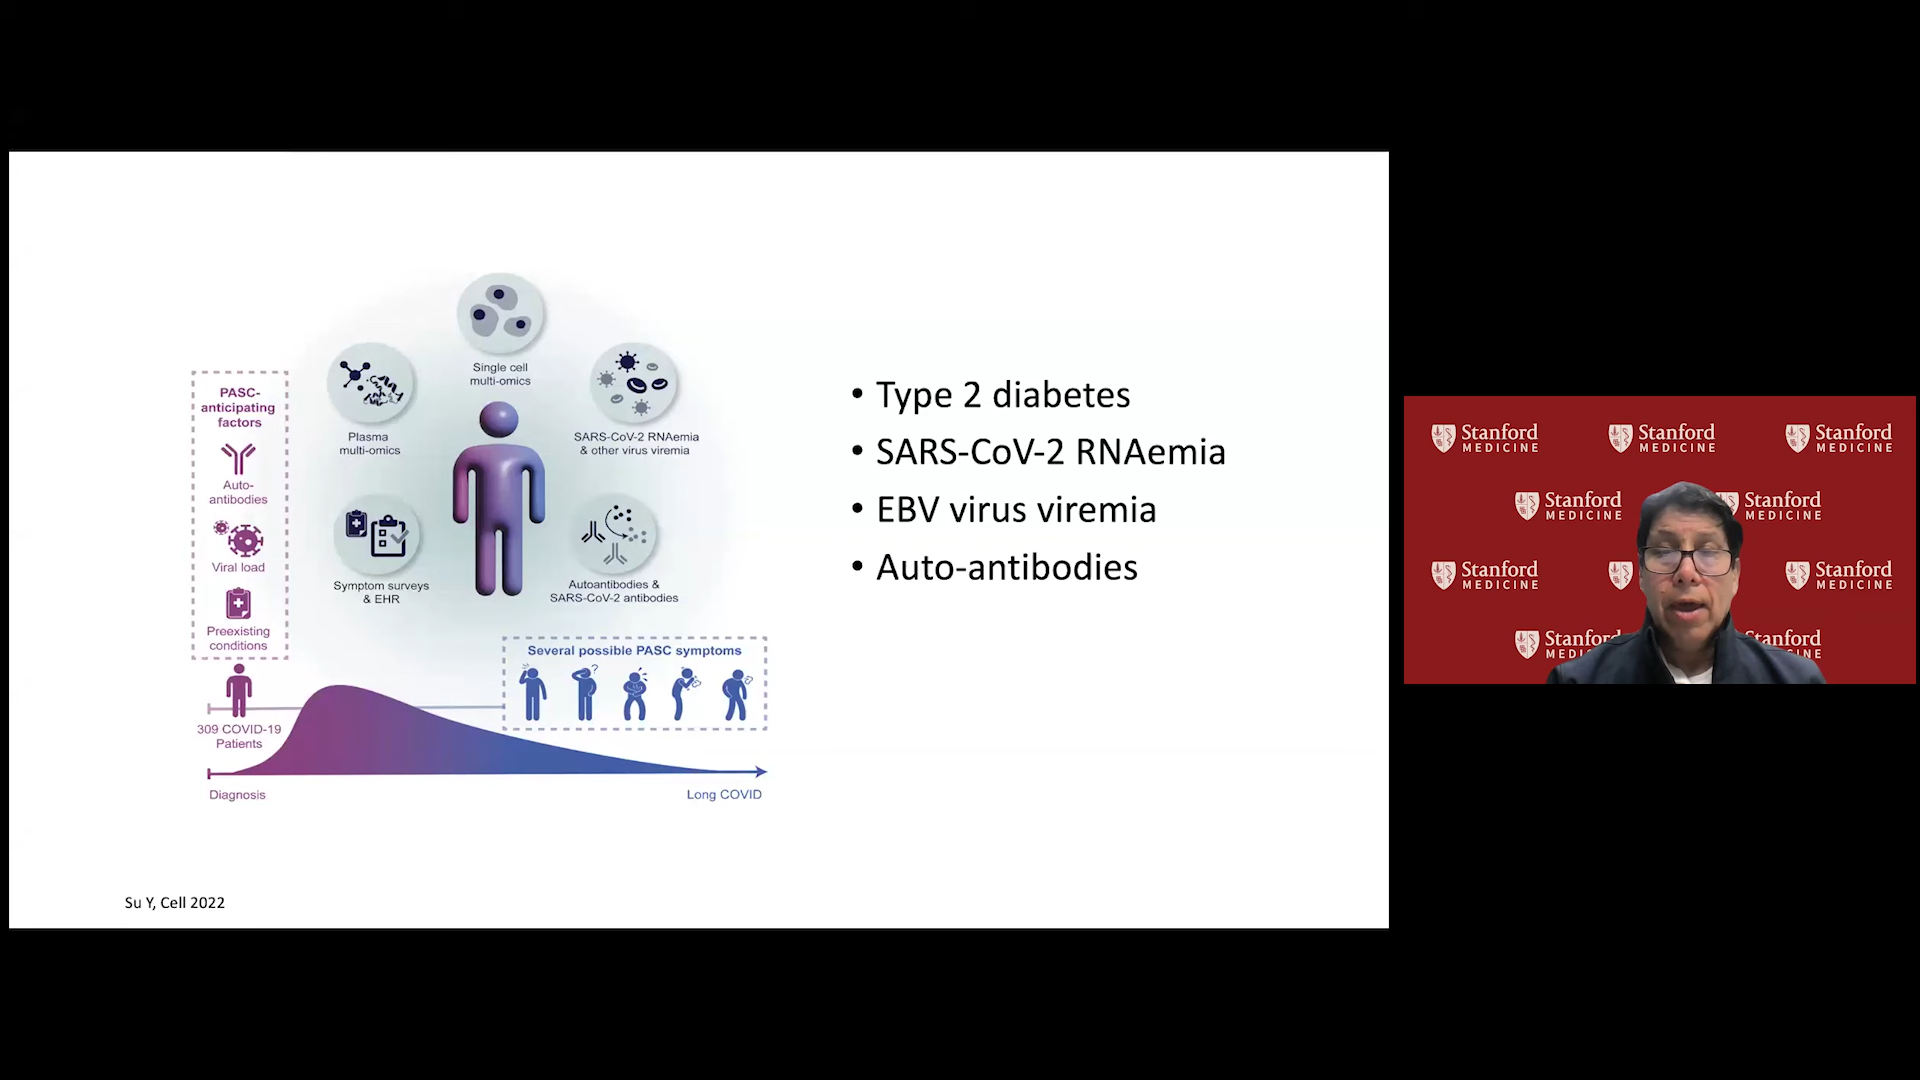 PASC-
anticipating
factors
Auto-
antibodies
Viral load
Preexisting
conditions
309 COVID-19
Patients
Single cell
multi-omics
Plasma
multi-omics
SARS-CoV-2 RNAemia
& other virus viremia
Symptom surveys
& EHR
Autoantibodies &
SARS-CoV-2 antibodies
Several possible PASC symptoms
?
Diagnosis
Long COVID
• Type 2 diabetes
• SARS-CoV-2 RNAemia
• EBV virus viremia
• Auto-antibodies
Su Y, Cell 2022
Stanford
MEDICINE
Stanford
MEDICINE
Stanford
MEDICINE
Stanford
MEDICINE
Stanford
MEDICINE
Stanford
MEDICINE
Stanford
MEDICINE